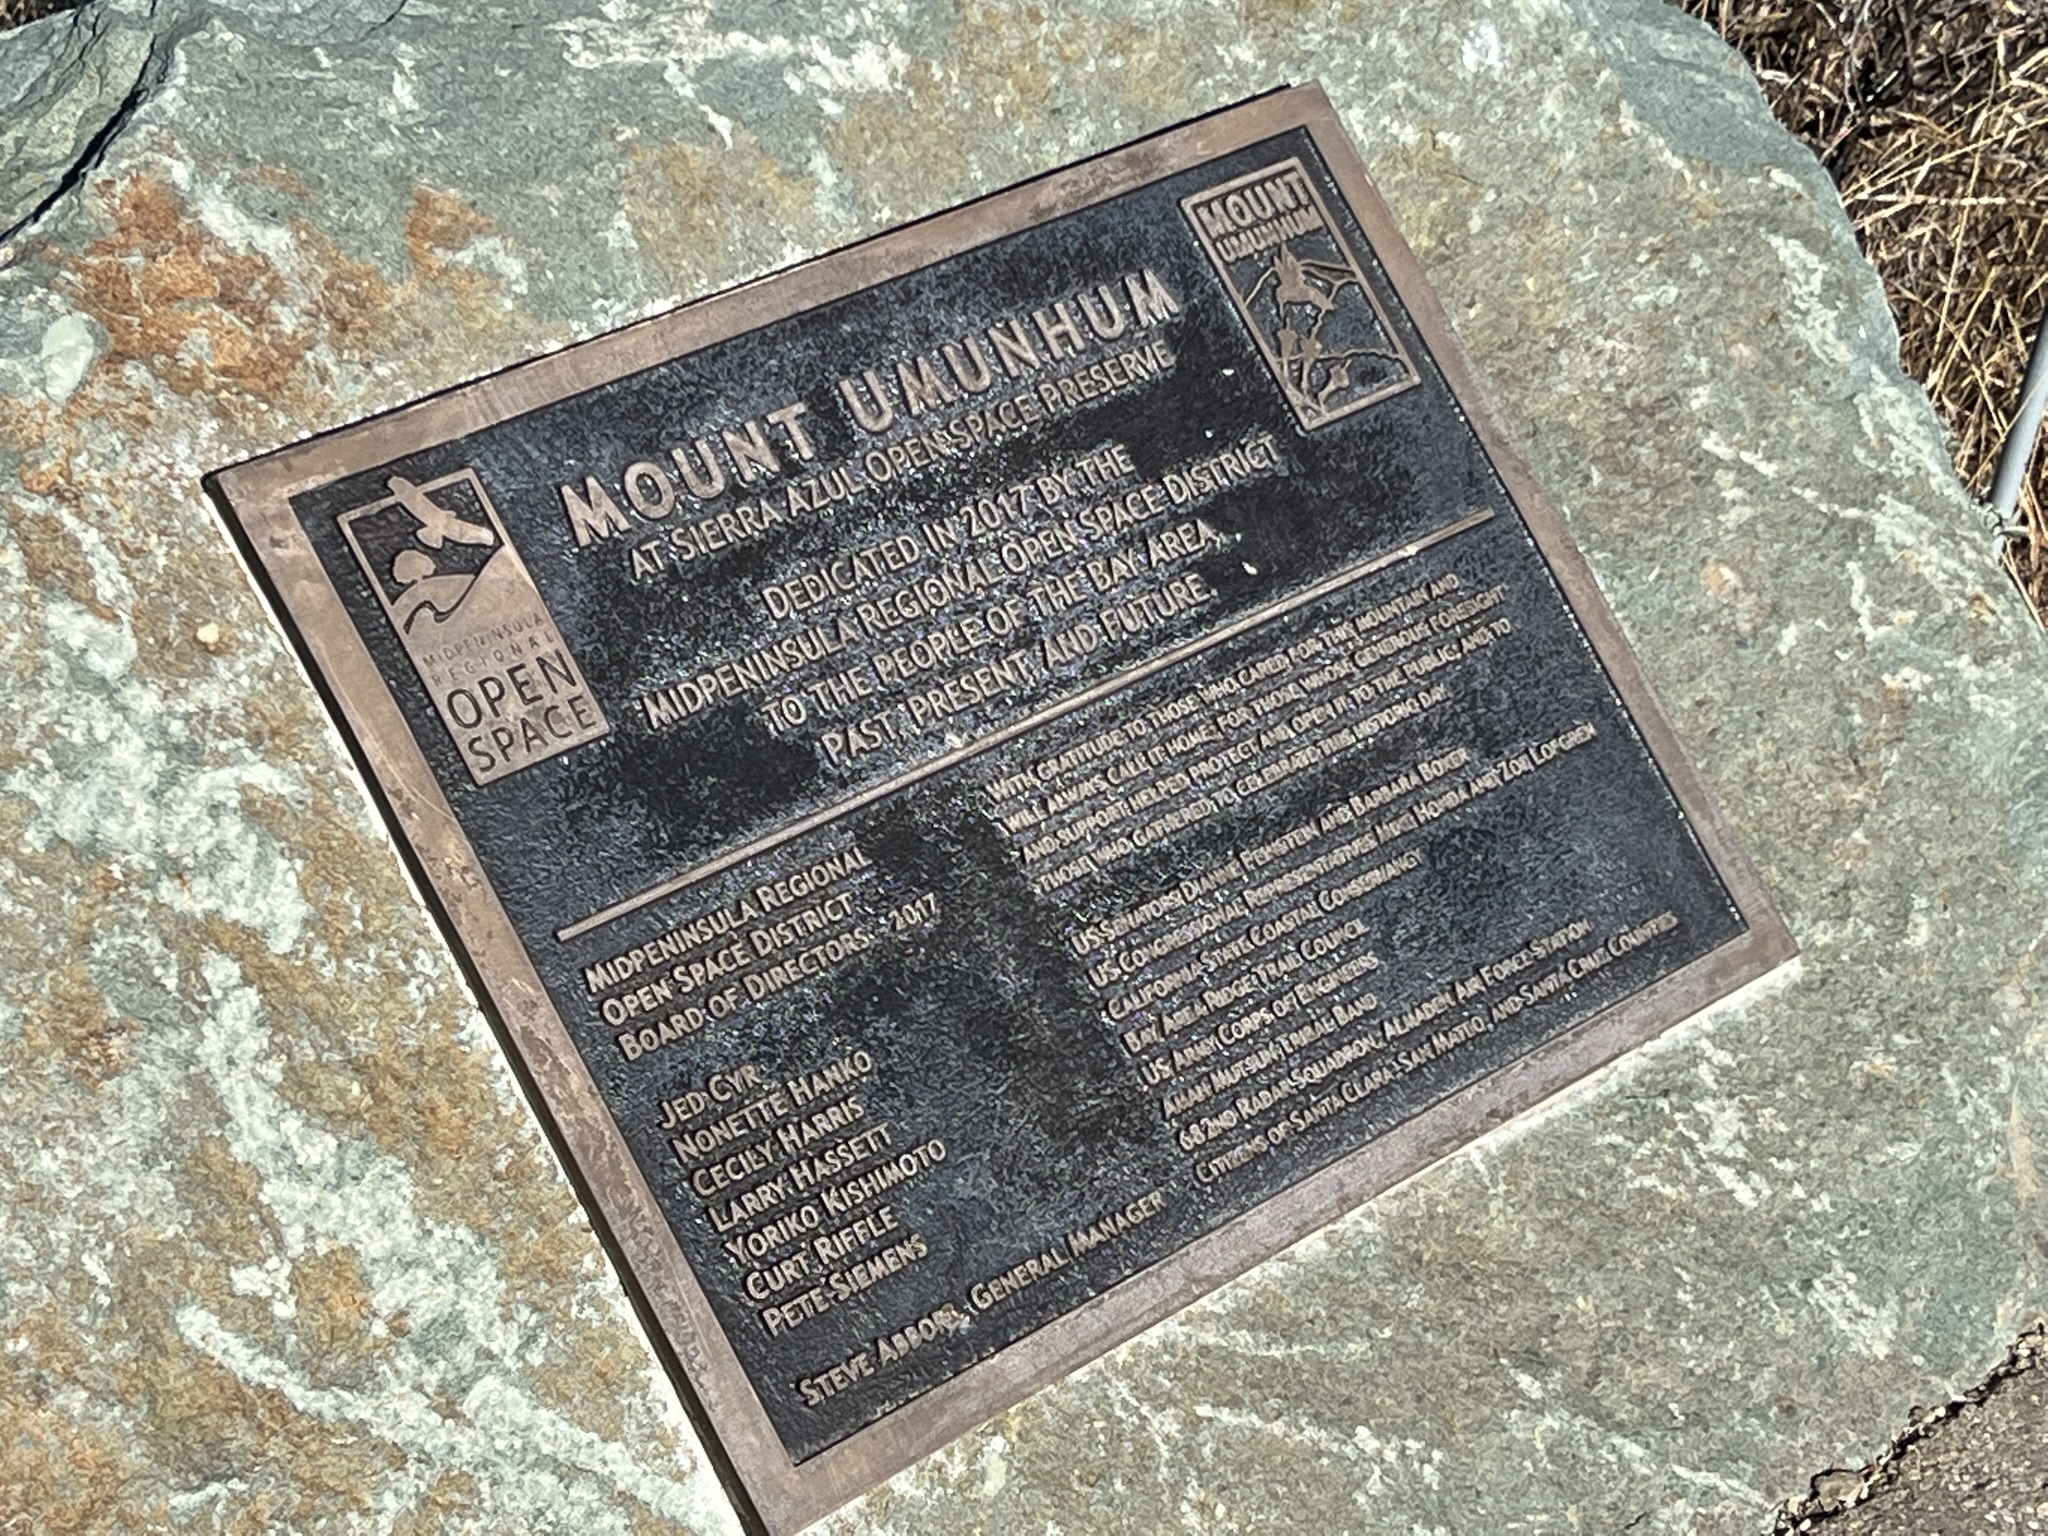 MOUNT UMUNHUM
AT SIERRA AZUL OPEN SPACE PRESERVE
DEDICATED IN 2017 BY THE
MIDPENINSULA REGIONAL OPEN SPACE DISTRICT
TO THE PEOPLE OF THE BAY AREA,
PAST, PRESENT, AND FUTURE.
MOUNT
UMUNHUM
MIDPENINSULA
REGIONAL
OPEN
SPACE
MIDPENINSULA REGIONAL
OPEN SPACE DISTRICT
BOARD OF DIRECTORS - 2017
JED CYR
NONETTE HANKO
CECILY HARRIS
LARRY HASSETT
YORIKO KISHIMOTO
CURT RIFFLE
PETE SIEMENS
STEVE ABBORS, GENERAL MANAGER
WITH GRATITUDE TO THOSE WHO CARED FOR THIS MOUNTAIN AND
WILL ALWAYS CALL IT HOME; FOR THOSE WHOSE GENEROUS FORESIGHT
AND SUPPORT HELPED PROTECT AND OPEN IT TO THE PUBLIC; AND TO
THOSE WHO GATHERED TO CELEBRATE THIS HISTORIC DAY.
US SENATORS DIANNE FEINSTEIN AND BARBARA BOXER
US CONGRESSIONAL REPRESENTATIVES MIKE HONDA AND ZOE LOFGREN
CALIFORNIA STATE COASTAL CONSERVANCY
BAY AREA RIDGE TRAIL COUNCIL
US ARMY CORPS OF ENGINEERS
AMAH MUTSUN TRIBAL BAND
682ND RADAR SQUADRON, ALMADEN AIR FORCE STATION
CITIZENS OF SANTA CLARA, SAN MATEO, AND SANTA CRUZ COUNTIES